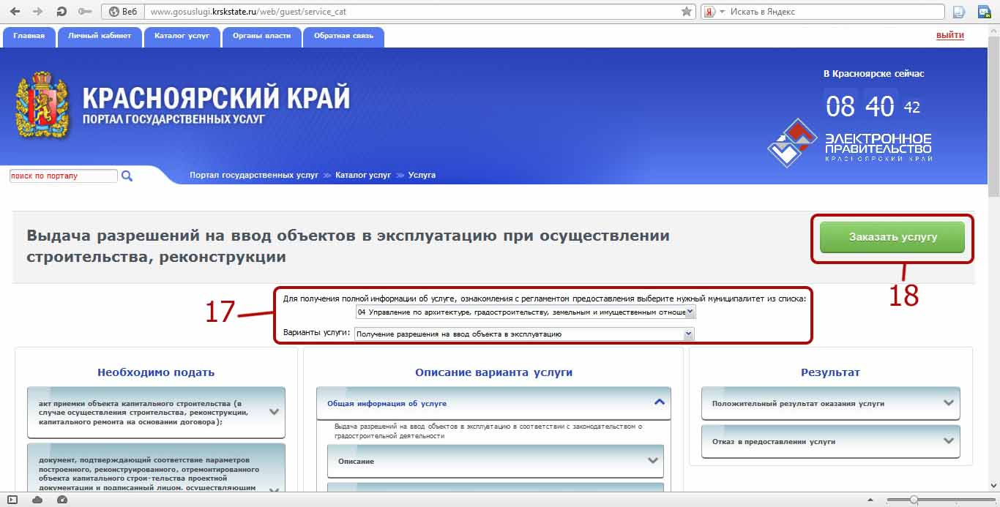 Веб
www.gosuslugi.krskstate.ru/web/guest/service_cat
Искать в Яндекс
Главная
Личный кабинет
Каталог услуг
Органы власти
Обратная связь
ВЫЙТИ
КРАСНОЯРСКИЙ КРАЙ
ПОРТАЛ ГОСУДАРСТВЕННЫХ УСЛУГ
В Красноярске сейчас
08 40 42
ЭЛЕКТРОННОЕ
ПРАВИТЕЛЬСТВО
КРАСНОЯРСКИЙ КРАЙ
поиск по порталу
Портал государственных услуг >> Каталог услуг >> Услуга
Выдача разрешений на ввод объектов в эксплуатацию при осуществлении
строительства, реконструкции
Заказать услугу
18
17
Для получения полной информации об услуге, ознакомления с регламентом предоставления выберите нужный муниципалитет из списка:
04 Управление по архитектуре, градостроительству, земельным и имущественным отноше
Варианты услуги: Получение разрешения на ввод объекта в эксплуатацию
Необходимо подать
акт приемки объекта капитального строительства (в
случае осуществления строительства, реконструкции,
капитального ремонта на основании договора);
документ, подтверждающий соответствие параметров
построенного, реконструированного, отремонтированного
объекта капитального строи-тельства проектной
документации и подписанный лицом, осуществляющим
Описание варианта услуги
Общая информация об услуге
Выдача разрешений на ввод объектов в эксплуатацию в соответствии с законодательством о
градостроительной деятельности
Описание
Результат
Положительный результат оказания услуги
Отказ в предоставлении услуги